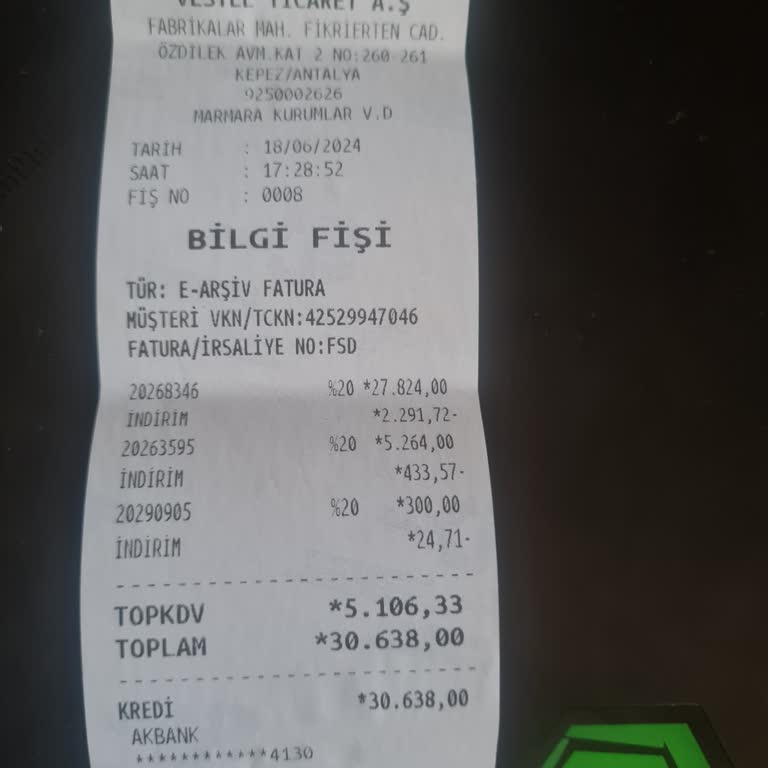 VESTEL TİCARET A.Ş
FABRİKALAR MAH. FİKRİERTEN CAD.
ÖZDİLEK AVM.KAT 2 NO:260-261
KEPEZ/ANTALYA
9250002626
MARMARA KURUMLAR V.D
TARİH : 18/06/2024
SAAT : 17:28:52
FİŞ NO : 0008
BİLGİ FİŞİ
TÜR: E-ARŞİV FATURA
MÜŞTERİ VKN/TCKN:42529947046
FATURA/İRSALİYE NO:FSD
20268346 %20 *27.824,00
İNDİRİM *2.291,72-
20263595 %20 *5.264,00
İNDİRİM *433,57-
20290905 %20 *300,00
İNDİRİM *24,71-
TOPKDV *5.106,33
TOPLAM *30.638,00
KREDİ *30.638,00
AKBANK
************4130